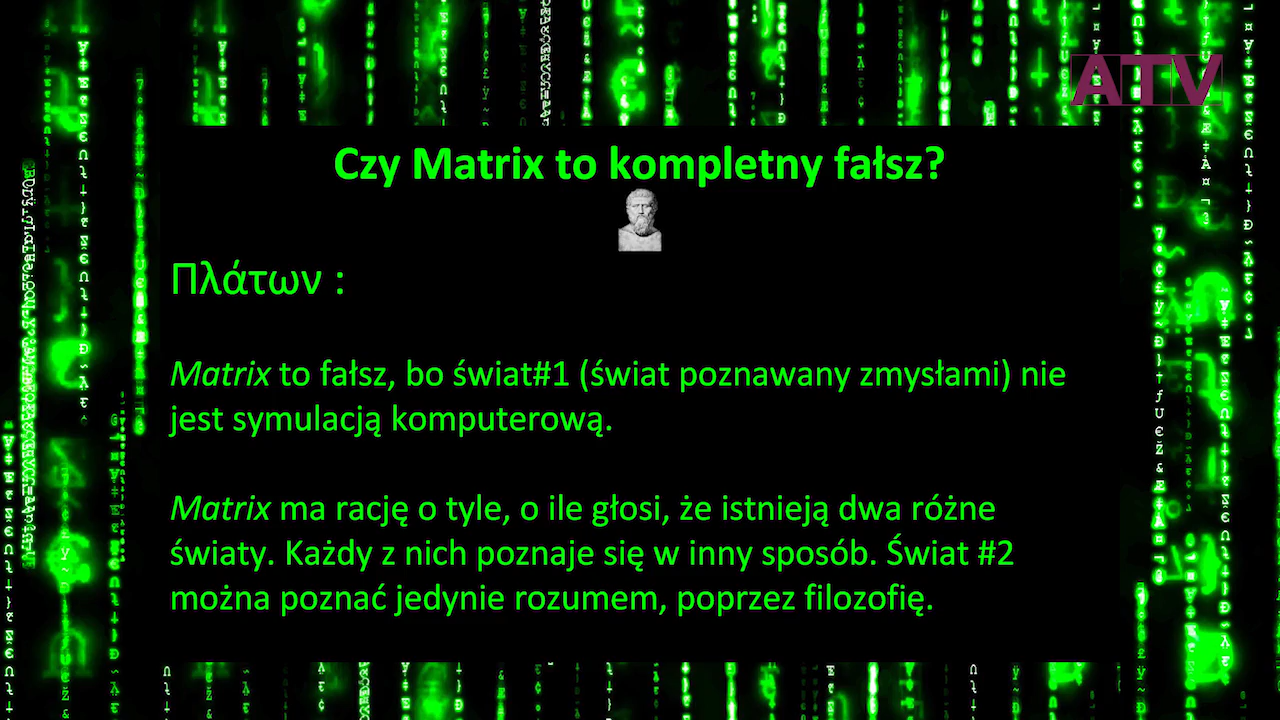 ATV
Czy Matrix to kompletny fałsz?
Πλάτων :
Matrix to fałsz, bo świat#1 (świat poznawany zmysłami) nie
jest symulacją komputerową.
Matrix ma rację o tyle, o ile głosi, że istnieją dwa różne
światy. Każdy z nich poznaje się w inny sposób. Świat #2
można poznać jedynie rozumem, poprzez filozofię.